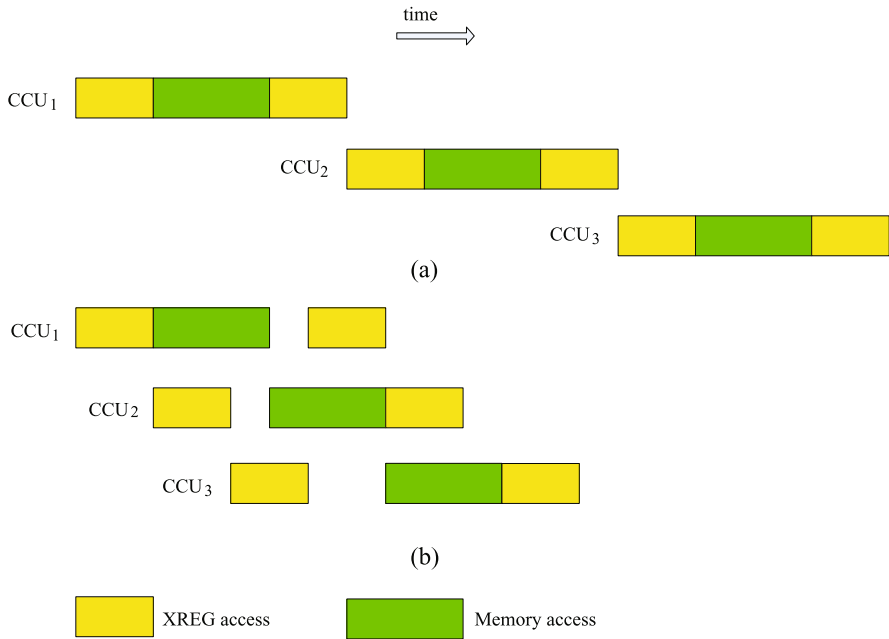 time
CCU1
CCU2
CCU3
(a)
CCU1
CCU2
CCU3
(b)
XREG access
Memory access